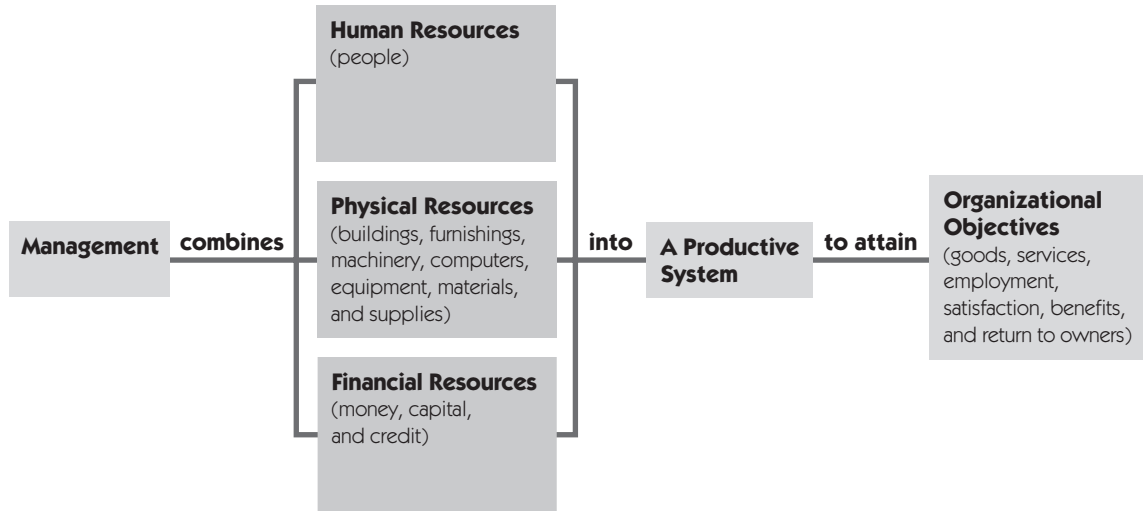 Management
combines
Human Resources
(people)
Physical Resources
(buildings, furnishings,
machinery, computers,
equipment, materials,
and supplies)
Financial Resources
(money, capital,
and credit)
into
A Productive
System
to attain
Organizational
Objectives
(goods, services,
employment,
satisfaction, benefits,
and return to owners)